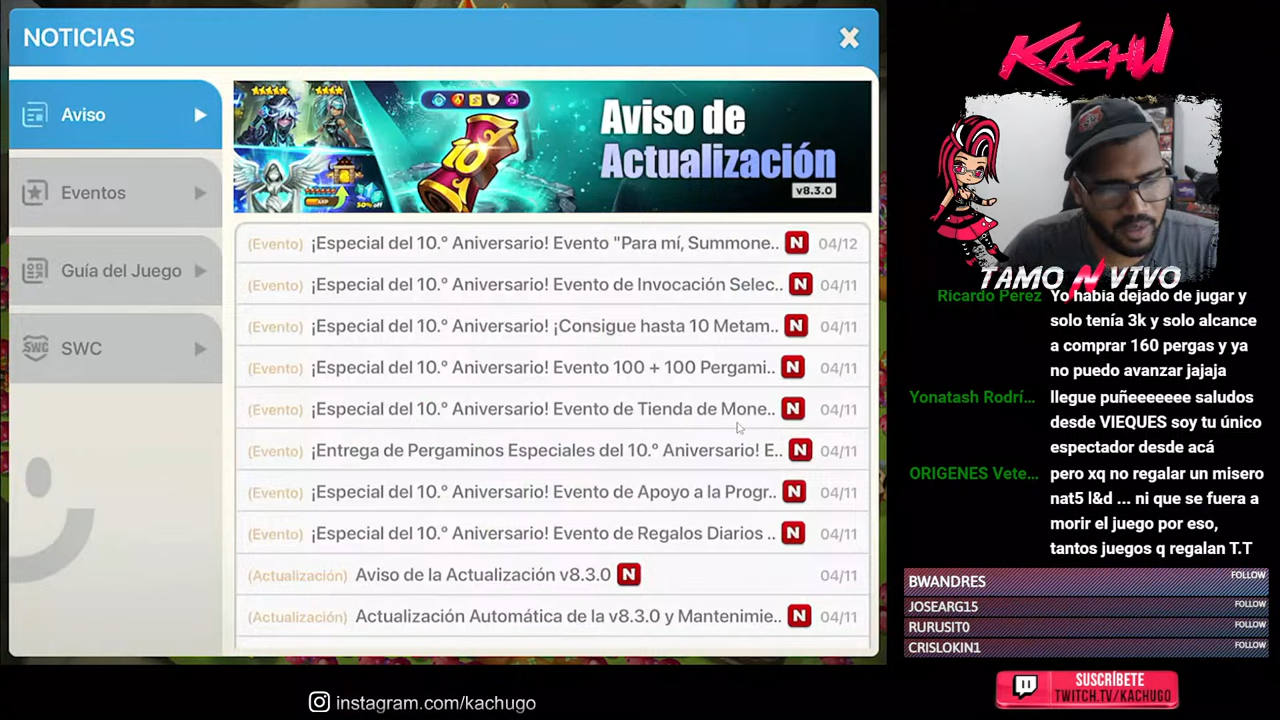 NOTICIAS
Aviso
Eventos
Guía del Juego
SWC
SWC
10
Aviso de
Actualización
v8.3.0
(Evento) ¡Especial del 10.° Aniversario! Evento "Para mí, Summone.. N 04/12
(Evento) ¡Especial del 10.° Aniversario! Evento de Invocación Selec.. N 04/11
(Evento) ¡Especial del 10.° Aniversario! ¡Consigue hasta 10 Metam.. N 04/11
(Evento) ¡Especial del 10.° Aniversario! Evento 100 + 100 Pergami.. N 04/11
(Evento) ¡Especial del 10.° Aniversario! Evento de Tienda de Mone.. N 04/11
(Evento) ¡Entrega de Pergaminos Especiales del 10.° Aniversario! E.. N 04/11
(Evento) ¡Especial del 10.° Aniversario! Evento de Apoyo a la Progr.. N 04/11
(Evento) ¡Especial del 10.° Aniversario! Evento de Regalos Diarios .. N 04/11
(Actualización) Aviso de la Actualización v8.3.0 N 04/11
(Actualización) Actualización Automática de la v8.3.0 y Mantenimie.. N 04/11
instagram.com/kachugo
KACHU
TAMO N VIVO
Ricardo Perez Yo habia dejado de jugar y
solo tenía 3k y solo alcance
a comprar 160 pergas y ya
no puedo avanzar jajaja
Yonatash Rodrí... llegue puñeeeeeee saludos
desde VIEQUES soy tu único
espectador desde acá
ORIGENES Vete... pero xq no regalar un misero
nat5 l&d ... ni que se fuera a
morir el juego por eso,
tantos juegos q regalan T.T
BWANDRES FOLLOW
JOSEARG15 FOLLOW
RURUSIT0 FOLLOW
CRISLOKIN1 FOLLOW
SUSCRÍBETE
TWITCH.TV/KACHUGO